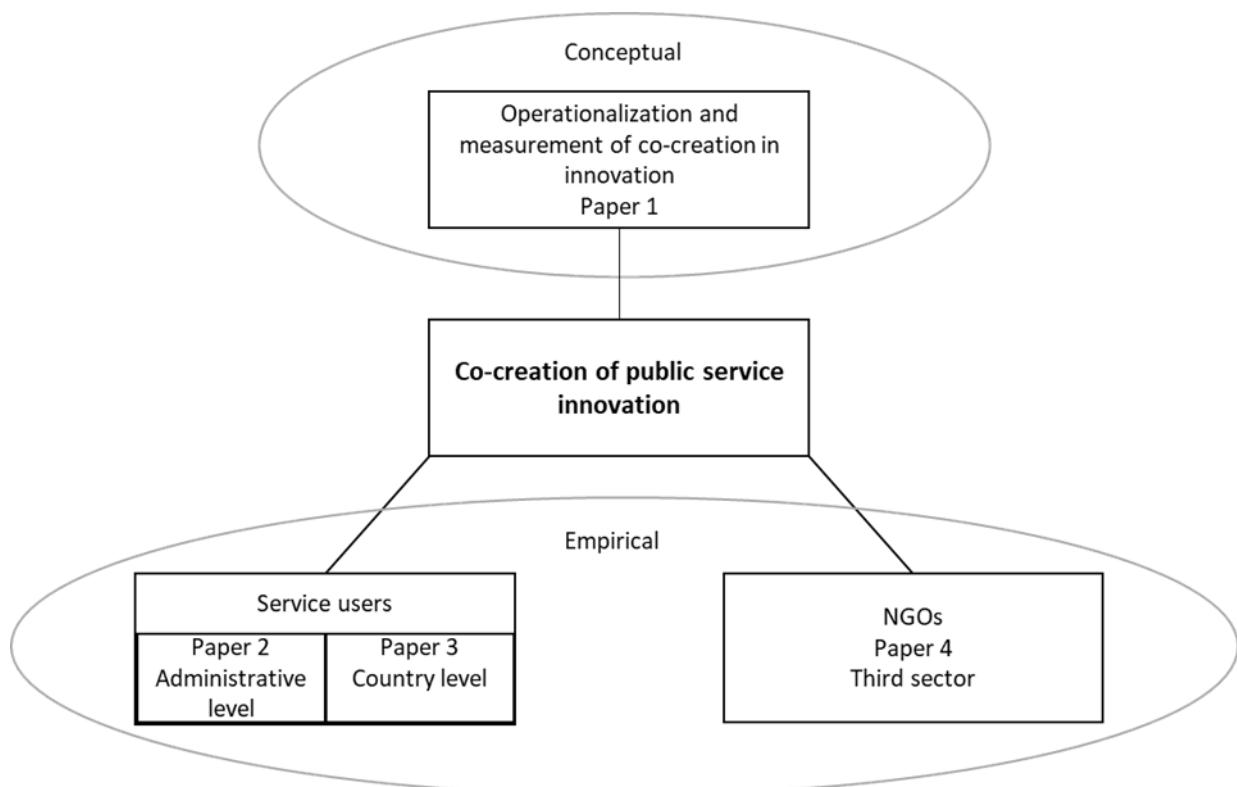 Conceptual
Operationalization and
measurement of co-creation in
innovation
Paper 1
Co-creation of public service
innovation
Empirical
Service users
Paper 2
Administrative
level
Paper 3
Country level
NGOs
Paper 4
Third sector